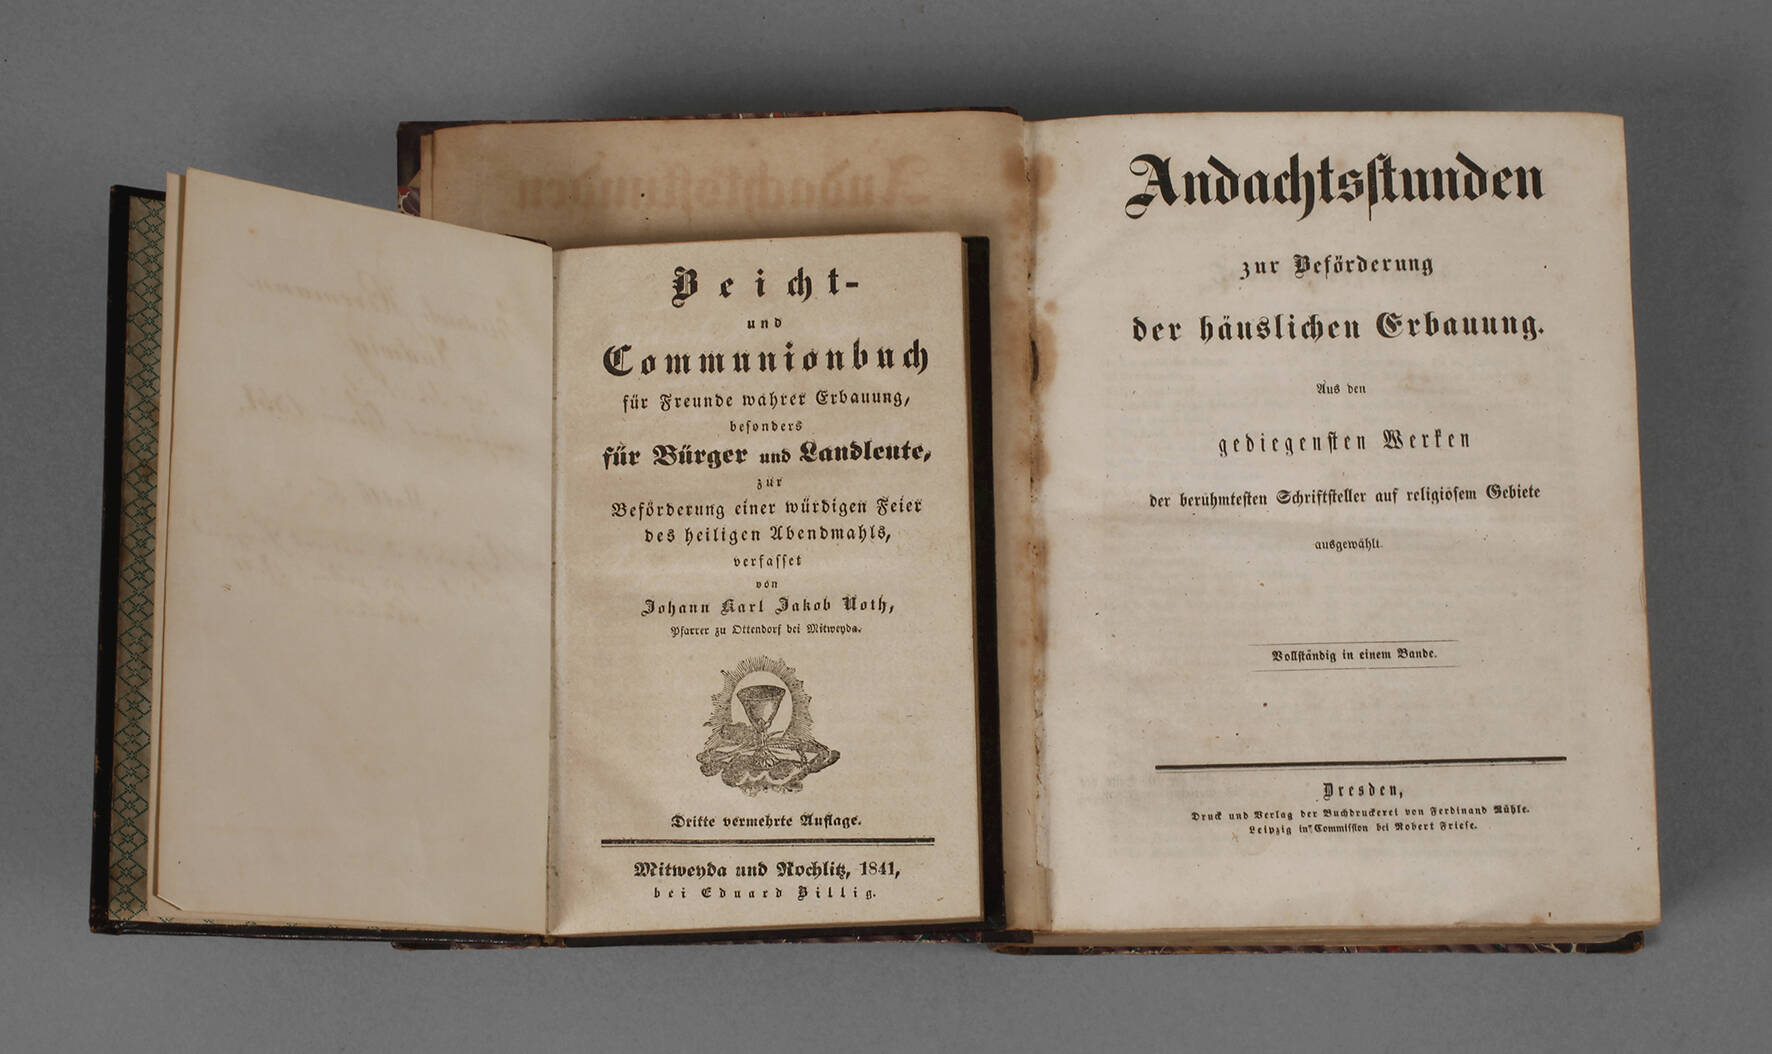 Beicht-
und
Communionbuch
für Freunde wahrer Erbauung,
besonders
für Bürger und Landleute,
zur
Beförderung einer würdigen Feier
des heiligen Abendmahls,
verfasset
von
Johann Karl Jakob Noth,
Pfarrer zu Ottendorf bei Mitweyda.
Dritte vermehrte Auflage.
Mitweyda und Rochlitz, 1841,
bei Eduard Billig.
Andachtsstunden
zur Beförderung
der häuslichen Erbauung.
Aus den
gediegensten Werken
der berühmtesten Schriftsteller auf religiösem Gebiete
ausgewählt.
Vollständig in einem Bande.
Dresden,
Druck und Verlag der Buchdruckerei von Ferdinand Rühle.
Leipzig in Commission bei Robert Friese.